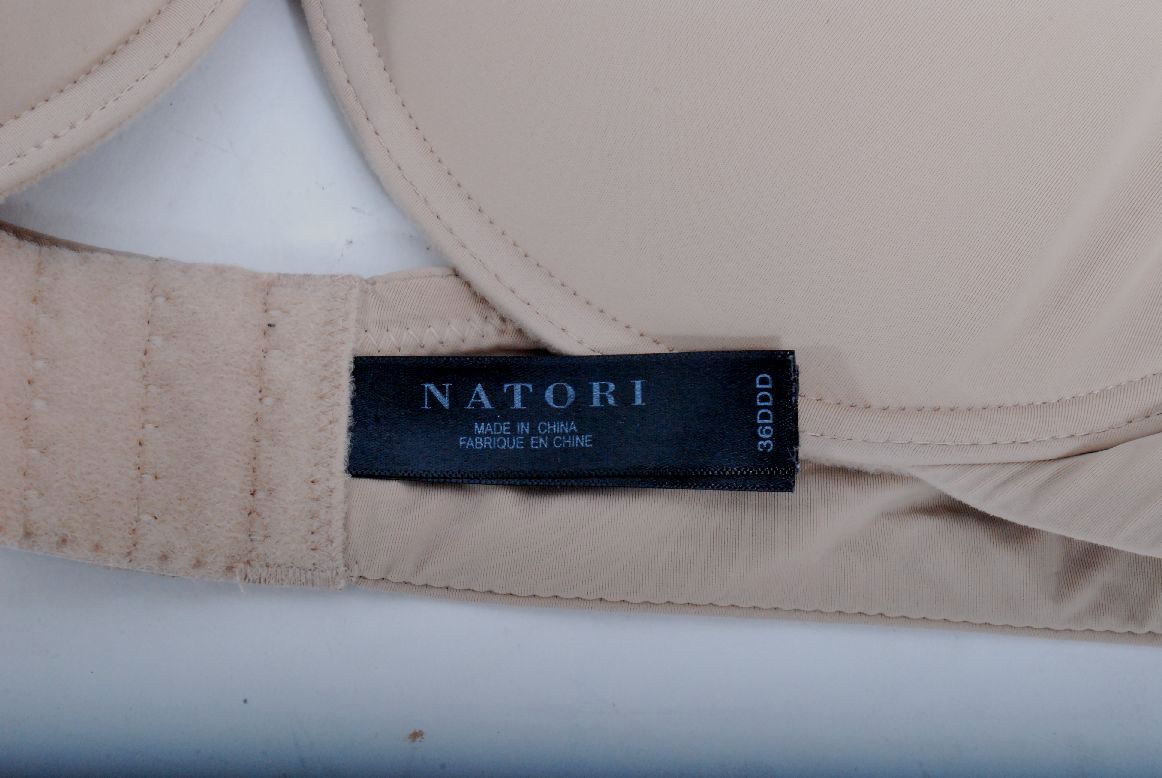 NATORI
MADE IN CHINA
FABRIQUE EN CHINE
36DDD